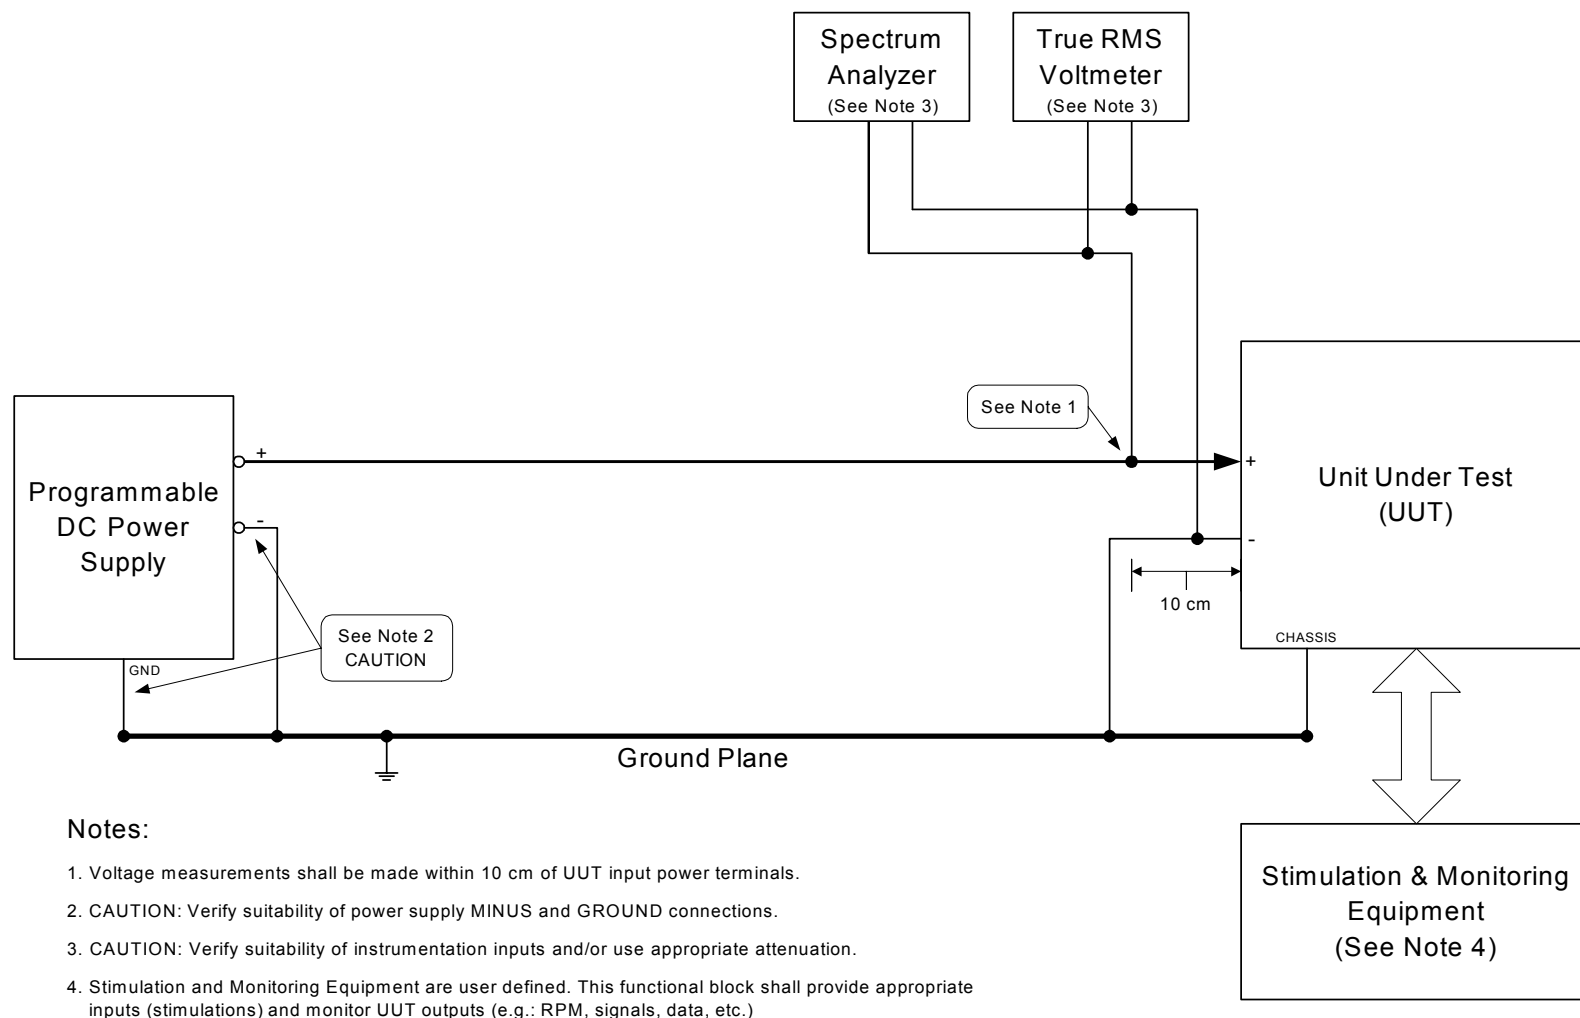 Spectrum
Analyzer
(See Note 3)
True RMS
Voltmeter
(See Note 3)
See Note 1
Programmable
DC Power
Supply
+
-
GND
See Note 2
CAUTION
+
-
Unit Under Test
(UUT)
10 cm
CHASSIS
Ground Plane
Stimulation & Monitoring
Equipment
(See Note 4)
Notes:
1. Voltage measurements shall be made within 10 cm of UUT input power terminals.
2. CAUTION: Verify suitability of power supply MINUS and GROUND connections.
3. CAUTION: Verify suitability of instrumentation inputs and/or use appropriate attenuation.
4. Stimulation and Monitoring Equipment are user defined. This functional block shall provide appropriate
inputs (stimulations) and monitor UUT outputs (e.g.: RPM, signals, data, etc.)